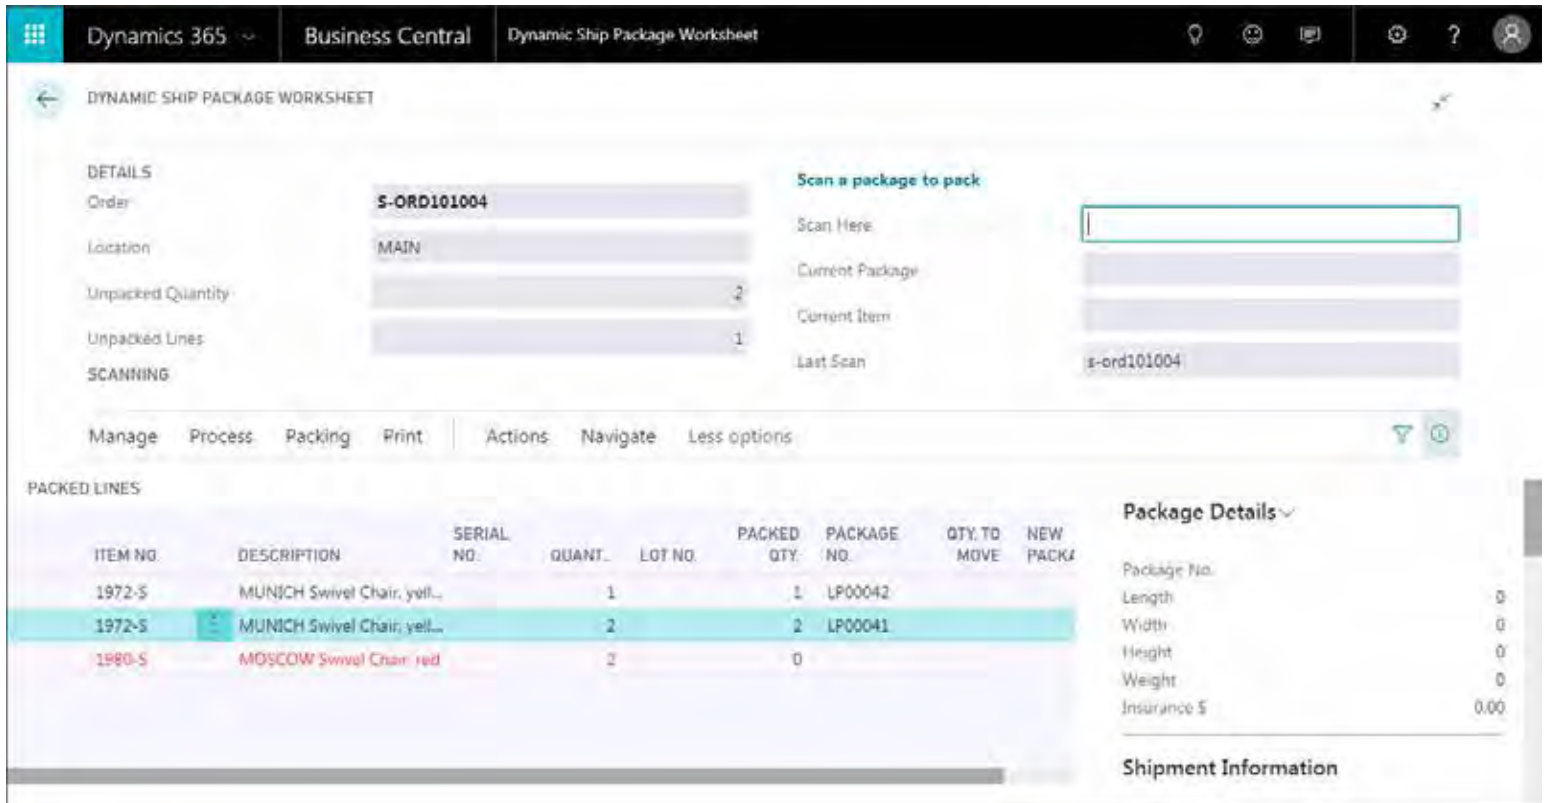 Dynamics 365 Business Central Dynamic Ship Package Worksheet ?
DYNAMIC SHIP PACKAGE WORKSHEET
DETAILS
Order S-ORD101004
Location MAIN
Unpacked Quantity 2
Unpacked Lines 1
SCANNING
Scan a package to pack
Scan Here
Current Package
Current Item
Last Scan s-ord101004
Manage Process Packing Print Actions Navigate Less options
PACKED LINES
ITEM NO. DESCRIPTION SERIAL NO. QUANT... LOT NO. PACKED QTY. PACKAGE NO. QTY. TO MOVE NEW PACKA
1972-S MUNICH Swivel Chair, yell... 1 1 LP00042
1972-S MUNICH Swivel Chair, yell... 2 2 LP00041
1980-S MOSCOW Swivel Chair, red 2 0
Package Details
Package No.
Length 0
Width 0
Height 0
Weight 0
Insurance $ 0.00
Shipment Information